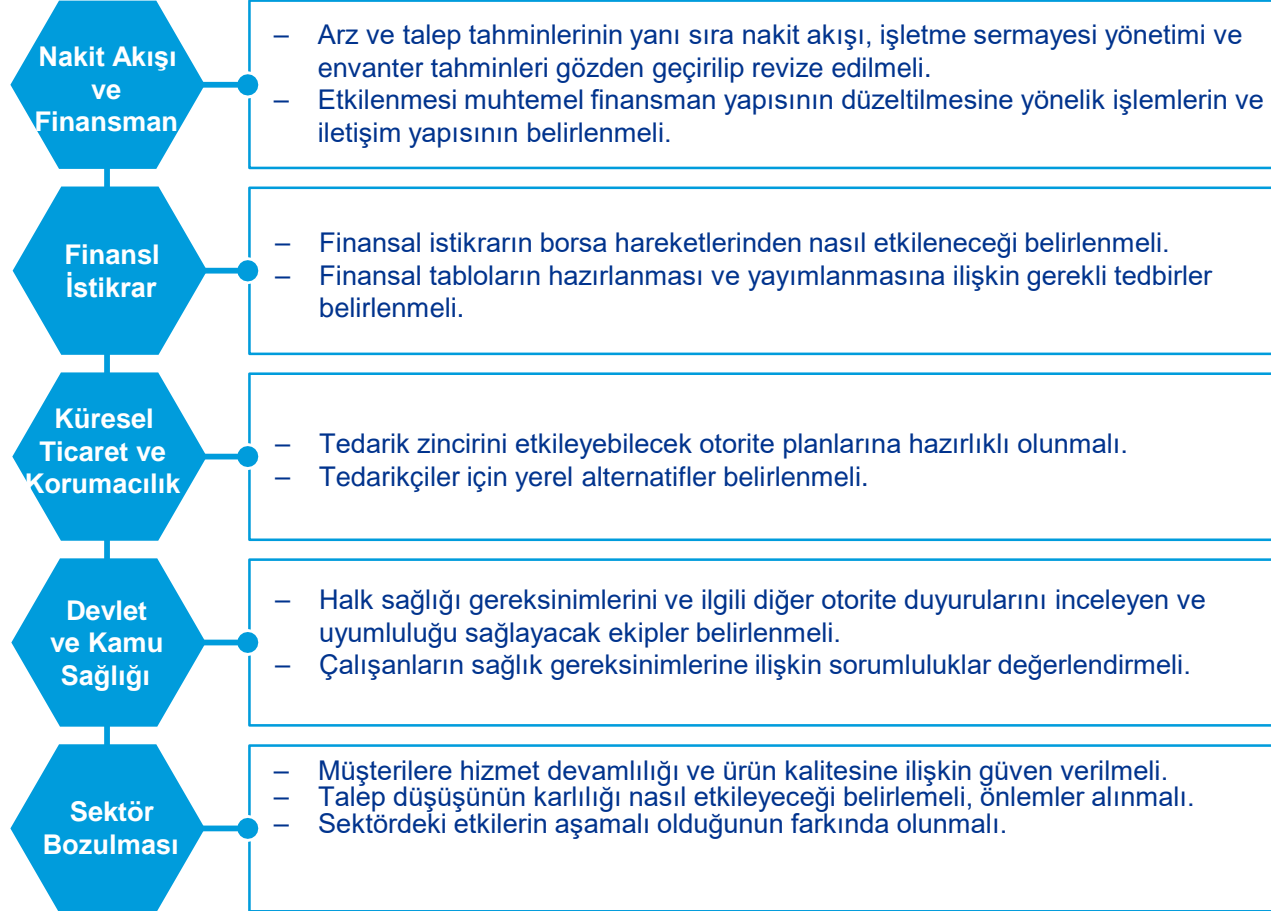 Nakit Akışı
ve
Finansman
– Arz ve talep tahminlerinin yanı sıra nakit akışı, işletme sermayesi yönetimi ve
envanter tahminleri gözden geçirilip revize edilmeli.
– Etkilenmesi muhtemel finansman yapısının düzeltilmesine yönelik işlemlerin ve
iletişim yapısının belirlenmeli.
Finansl
İstikrar
– Finansal istikrarın borsa hareketlerinden nasıl etkileneceği belirlenmeli.
– Finansal tabloların hazırlanması ve yayımlanmasına ilişkin gerekli tedbirler
belirlenmeli.
Küresel
Ticaret ve
Korumacılık
– Tedarik zincirini etkileyebilecek otorite planlarına hazırlıklı olunmalı.
– Tedarikçiler için yerel alternatifler belirlenmeli.
Devlet
ve Kamu
Sağlığı
– Halk sağlığı gereksinimlerini ve ilgili diğer otorite duyurularını inceleyen ve
uyumluluğu sağlayacak ekipler belirlenmeli.
– Çalışanların sağlık gereksinimlerine ilişkin sorumluluklar değerlendirmeli.
Sektör
Bozulması
– Müşterilere hizmet devamlılığı ve ürün kalitesine ilişkin güven verilmeli.
– Talep düşüşünün karlılığı nasıl etkileyeceği belirlemeli, önlemler alınmalı.
– Sektördeki etkilerin aşamalı olduğunun farkında olunmalı.